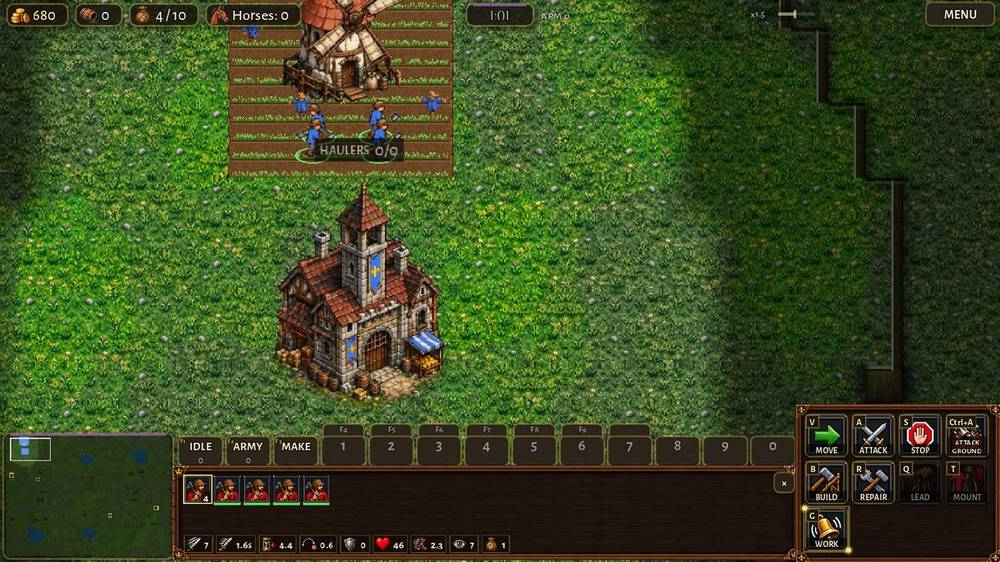 680
0
4/10
Horses: 0
1:01
APM 0
x1.5
MENU
HAULERS 0/0
IDLE
0
ARMY
0
MAKE
F4
1
F5
2
F6
3
F7
4
F8
5
F9
6
7
8
9
0
4
×
7
1.6s
4.4
0.6
0
46
2.3
7
1
V
MOVE
A
ATTACK
S
STOP
Ctrl+A
ATTACK
GROUND
B
BUILD
R
REPAIR
Q
LEAD
T
MOUNT
G
WORK